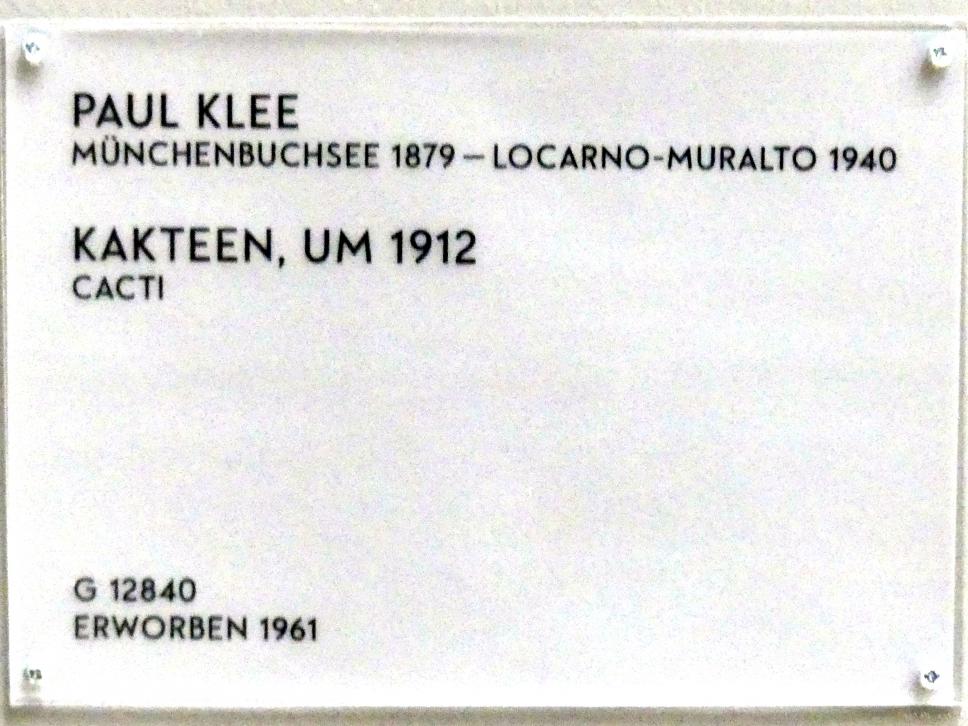 PAUL KLEE
MÜNCHENBUCHSEE 1879 – LOCARNO-MURALTO 1940
KAKTEEN, UM 1912
CACTI
G 12840
ERWORBEN 1961